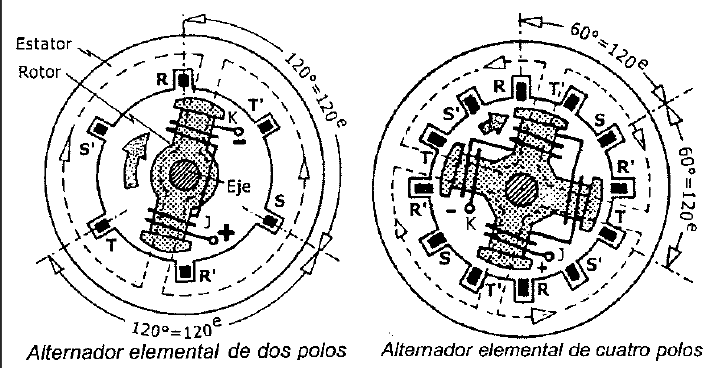 Estator
Rotor
120°=120e
R
K
T'
-
S'
Eje
S
J
+
T
R'
120°=120e
Alternador elemental de dos polos
60°=120e
R
T'
S'
S
T
R'
60°=120e
R'
-
K
T
J
+
S
S'
T'
R
Alternador elemental de cuatro polos